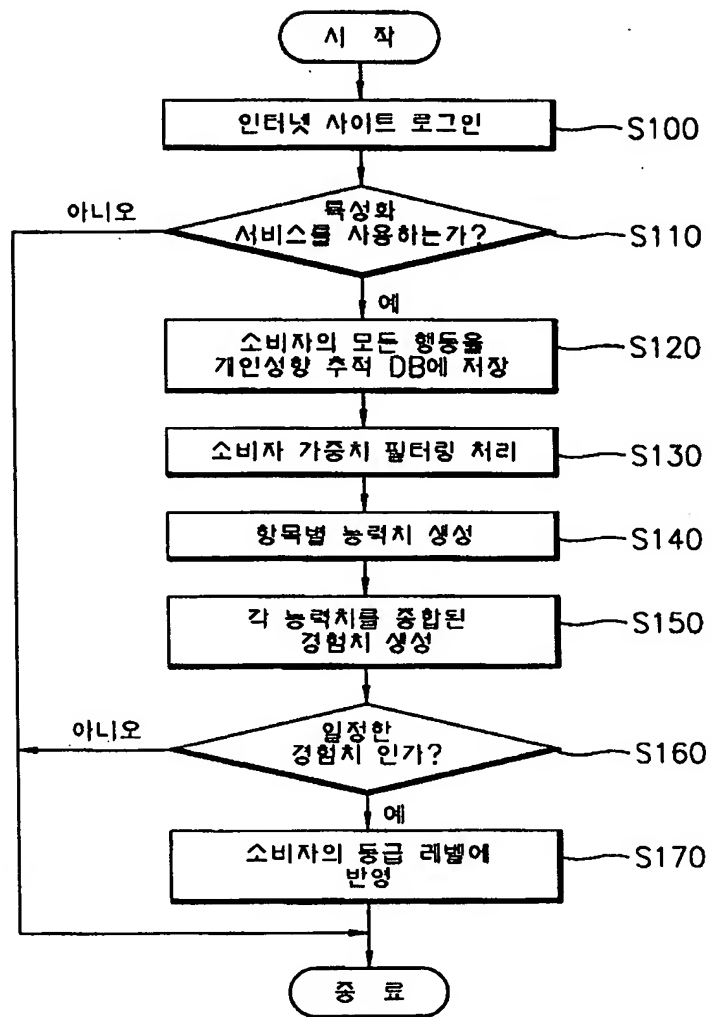 시 작
인터넷 사이트 로그인
S100
아니오
특성화
서비스를 사용하는가?
S110
예
소비자의 모든 행동을
개인성향 추적 DB에 저장
S120
소비자 가중치 필터링 처리
S130
항목별 능력치 생성
S140
각 능력치를 종합된
경험치 생성
S150
아니오
일정한
경험치 인가?
S160
예
소비자의 등급 레벨에
반영
S170
종 료